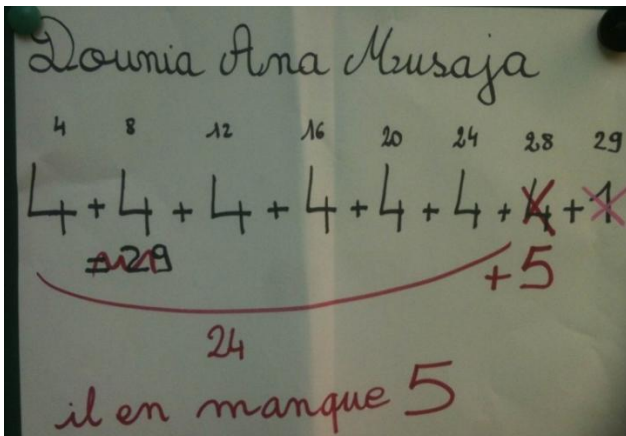 Dounia Ana Musaja
4 8 12 16 20 24 28 29
4 + 4 + 4 + 4 + 4 + 4 + 4 + 1
= 29
+ 5
24
il en manque 5